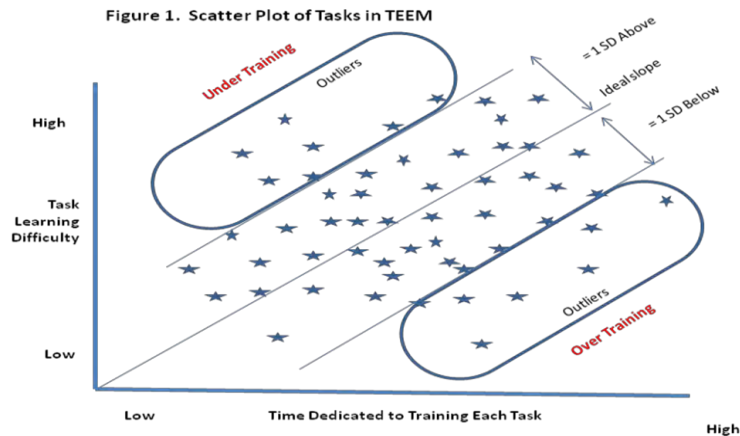 Figure 1.  Scatter Plot of Tasks in TEEM
Under Training
Outliers
= 1 SD Above
Ideal slope
= 1 SD Below
High
Task
Learning
Difficulty
Low
Outliers
Over Training
Low
Time Dedicated to Training Each Task
High